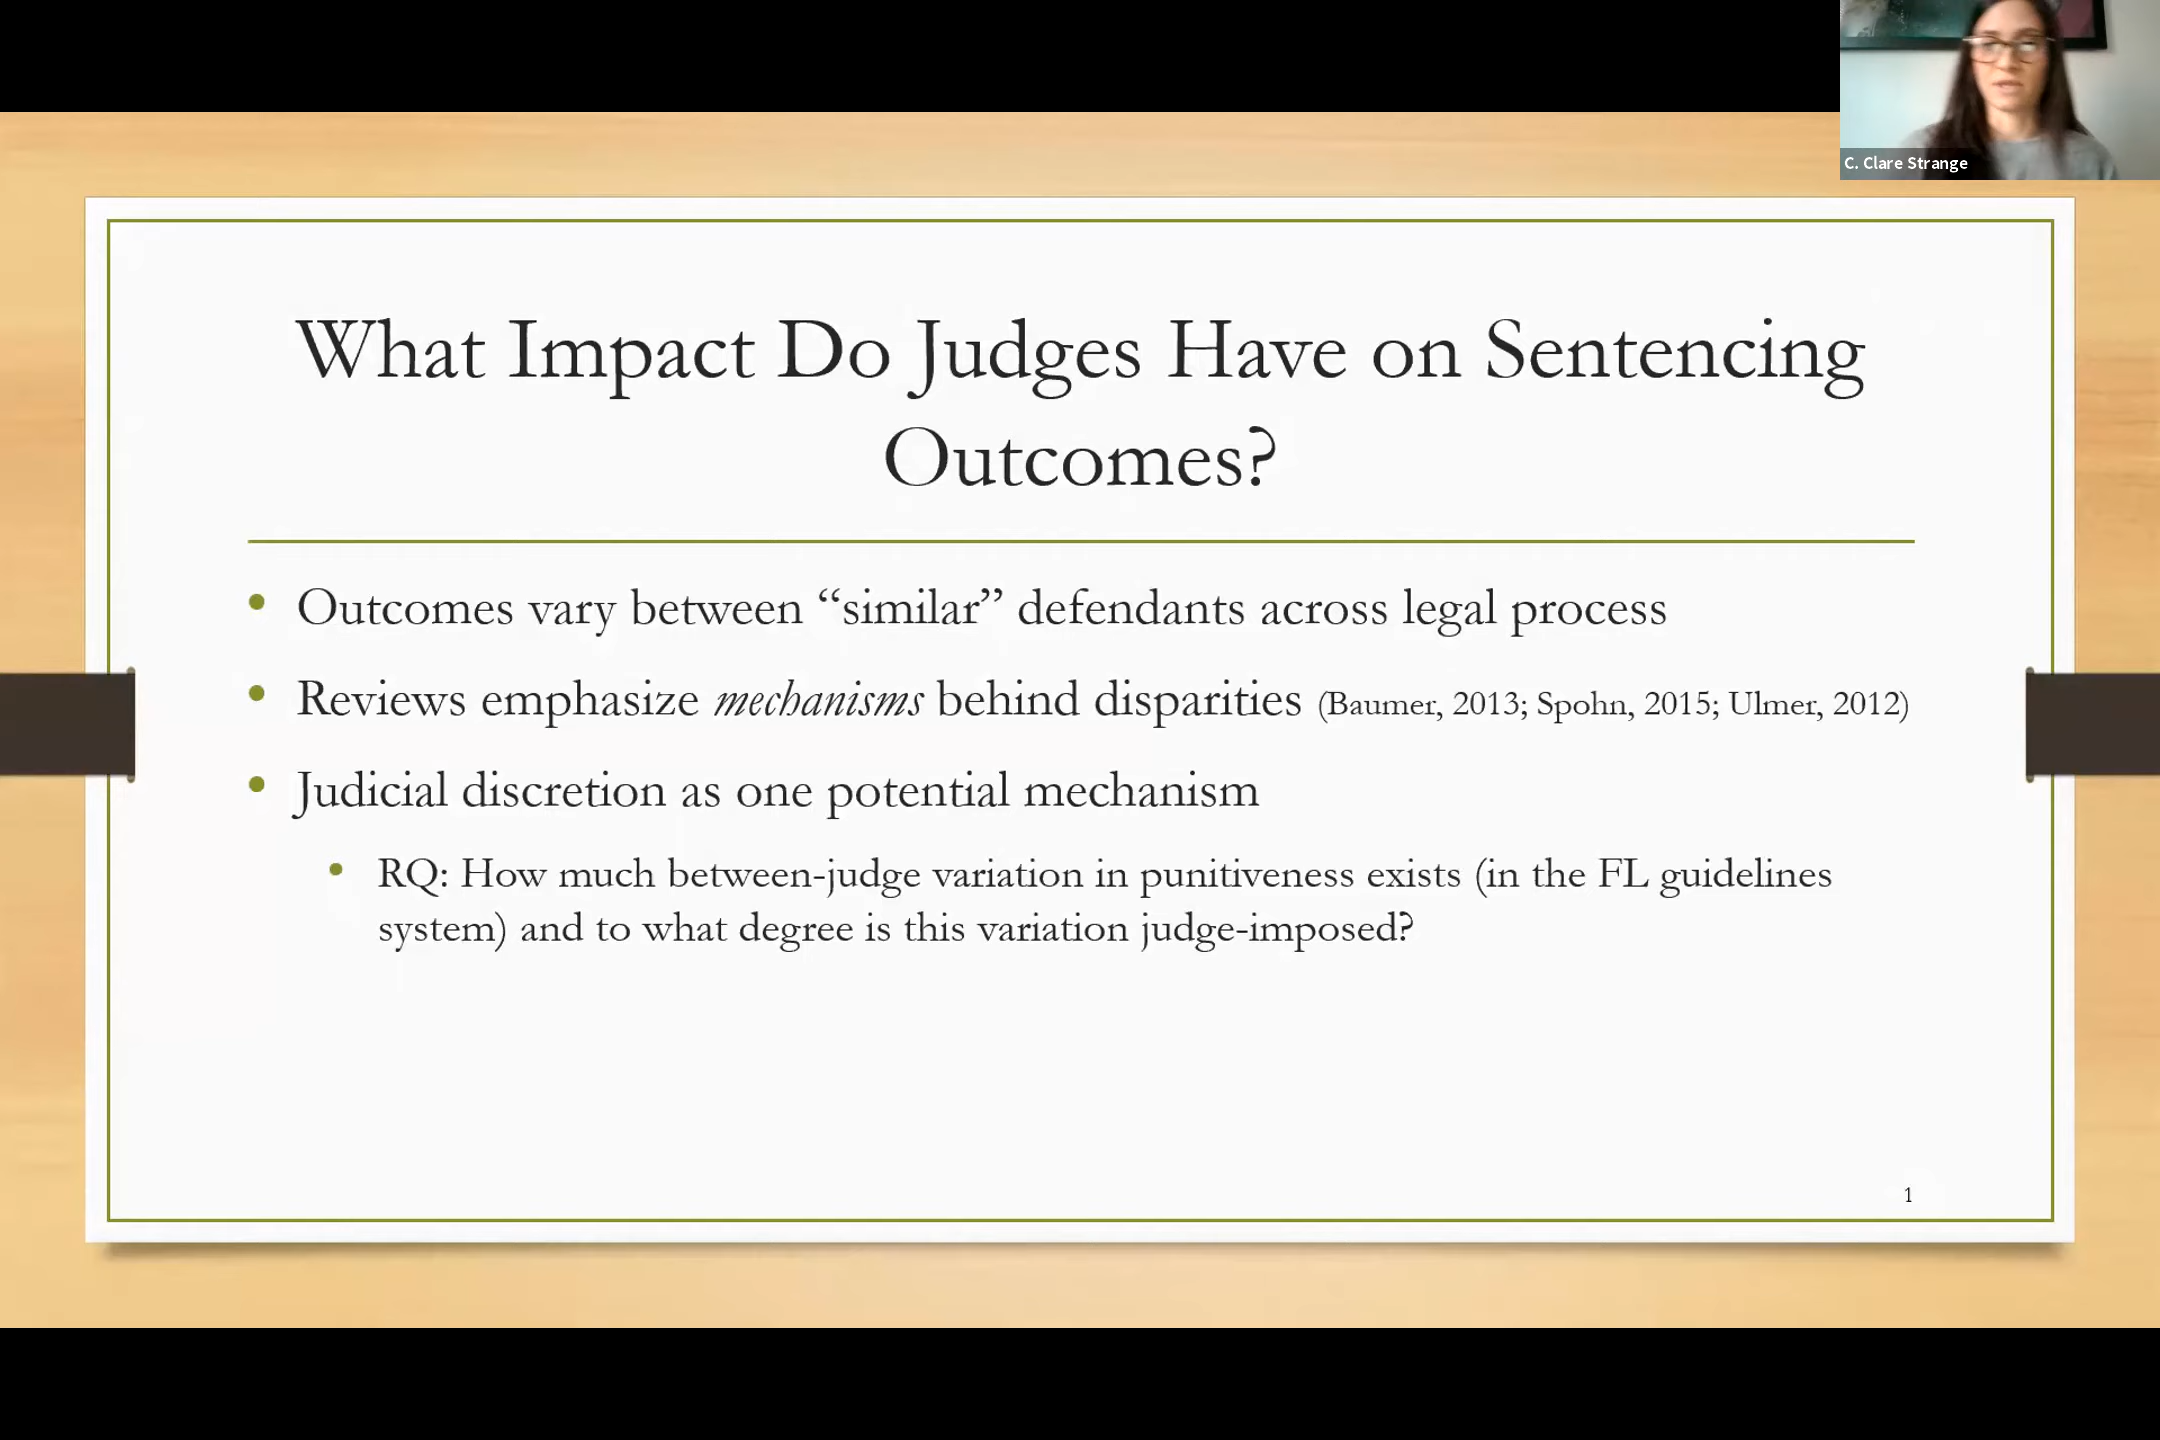 C. Clare Strange
What Impact Do Judges Have on Sentencing
Outcomes?
• Outcomes vary between “similar” defendants across legal process
• Reviews emphasize mechanisms behind disparities (Baumer, 2013; Spohn, 2015; Ulmer, 2012)
• Judicial discretion as one potential mechanism
• RQ: How much between-judge variation in punitiveness exists (in the FL guidelines
system) and to what degree is this variation judge-imposed?
1